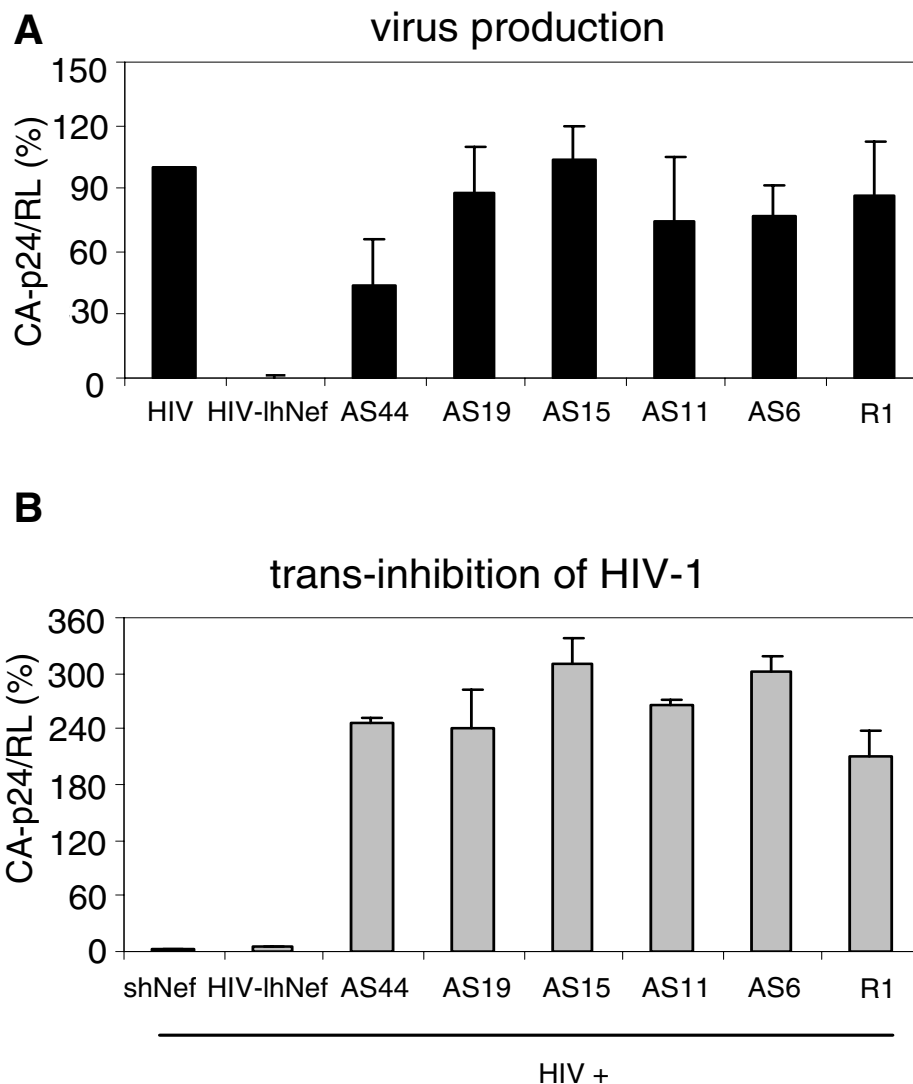 A
virus production
CA-p24/RL (%)
150
120
90
60
30
0
HIV HIV-lhNef AS44 AS19 AS15 AS11 AS6 R1
B
trans-inhibition of HIV-1
CA-p24/RL (%)
360
300
240
180
120
60
0
shNef HIV-lhNef AS44 AS19 AS15 AS11 AS6 R1
HIV +